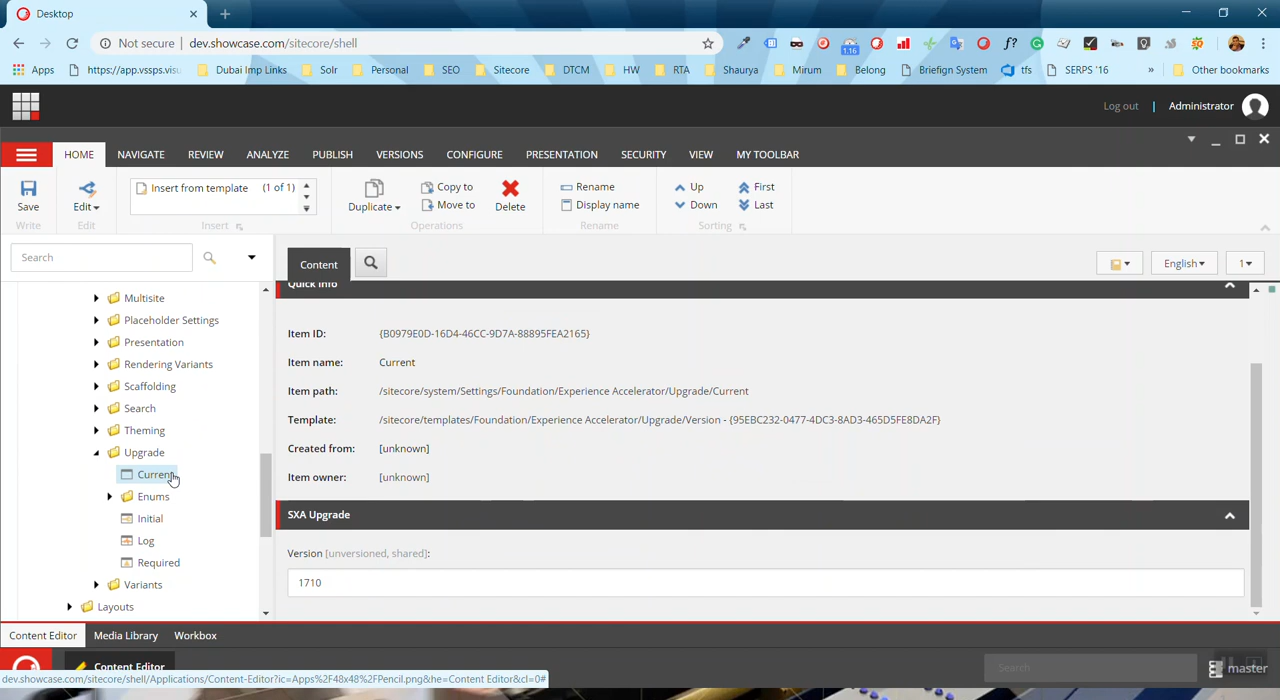 Desktop
Not secure | dev.showcase.com/sitecore/shell
1.16
f?
Apps https://app.vssps.visu Dubai Imp Links Solr Personal SEO Sitecore DTCM HW RTA Shaurya Mirum Belong Briefign System tfs SERPS '16 » Other bookmarks
Log out | Administrator
HOME NAVIGATE REVIEW ANALYZE PUBLISH VERSIONS CONFIGURE PRESENTATION SECURITY VIEW MY TOOLBAR
Insert from template (1 of 1) Copy to Rename Up First
Save Edit Duplicate Move to Delete Display name Down Last
Write Edit Insert Operations Rename Sorting
Search Content English 1
Quick Info
Multisite
Placeholder Settings
Presentation
Rendering Variants
Scaffolding
Search
Theming
Upgrade
Current
Enums
Initial
Log
Required
Variants
Layouts
Item ID: {B0979E0D-16D4-46CC-9D7A-88895FEA2165}
Item name: Current
Item path: /sitecore/system/Settings/Foundation/Experience Accelerator/Upgrade/Current
Template: /sitecore/templates/Foundation/Experience Accelerator/Upgrade/Version - {95EBC232-0477-4DC3-8AD3-465D5FE8DA2F}
Created from: [unknown]
Item owner: [unknown]
SXA Upgrade
Version [unversioned, shared]:
1710
Content Editor Media Library Workbox
Content Editor Search master
dev.showcase.com/sitecore/shell/Applications/Content-Editor?ic=Apps%2F48x48%2FPencil.png&he=Content Editor&cl=0#